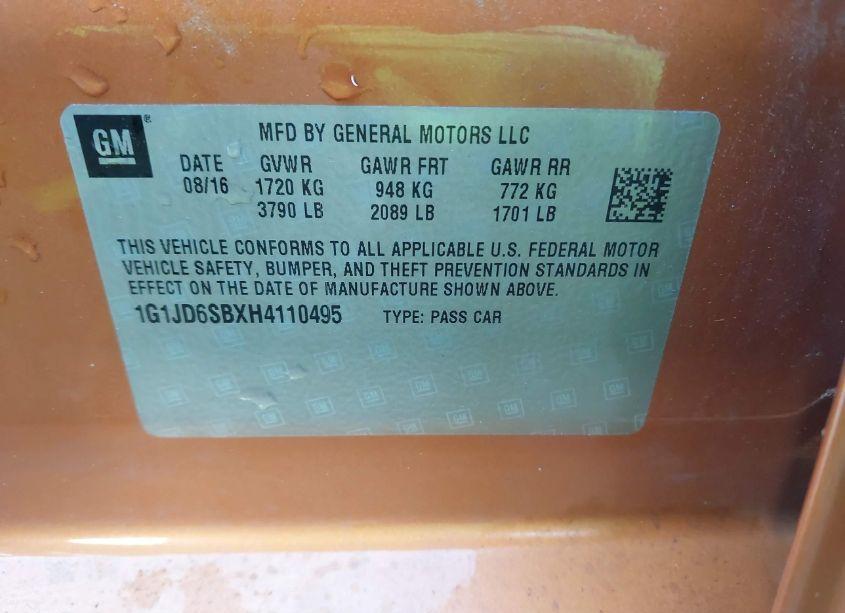 GM®
MFD BY GENERAL MOTORS LLC
DATE GVWR GAWR FRT GAWR RR
08/16 1720 KG 948 KG 772 KG
3790 LB 2089 LB 1701 LB
THIS VEHICLE CONFORMS TO ALL APPLICABLE U.S. FEDERAL MOTOR
VEHICLE SAFETY, BUMPER, AND THEFT PREVENTION STANDARDS IN
EFFECT ON THE DATE OF MANUFACTURE SHOWN ABOVE.
1G1JD6SBXH4110495 TYPE: PASS CAR